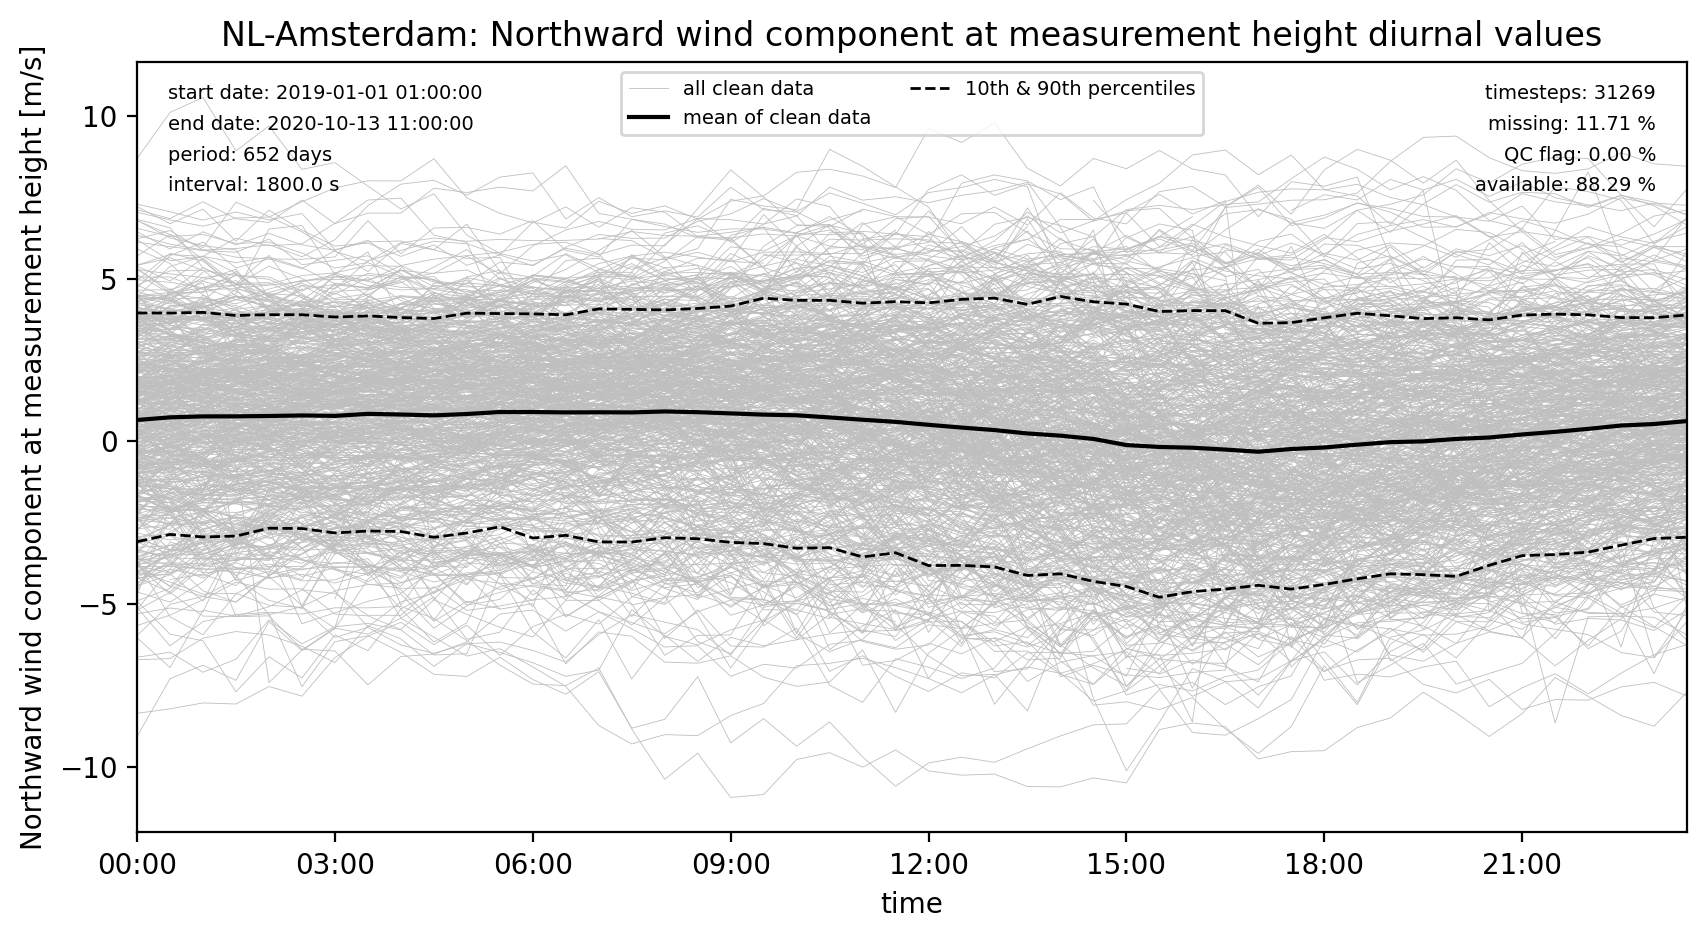 NL-Amsterdam: Northward wind component at measurement height diurnal values
Northward wind component at measurement height [m/s]
start date: 2019-01-01 01:00:00
end date: 2020-10-13 11:00:00
period: 652 days
interval: 1800.0 s
all clean data
mean of clean data
10th & 90th percentiles
timesteps: 31269
missing: 11.71 %
QC flag: 0.00 %
available: 88.29 %
10
5
0
−5
−10
00:00 03:00 06:00 09:00 12:00 15:00 18:00 21:00
time